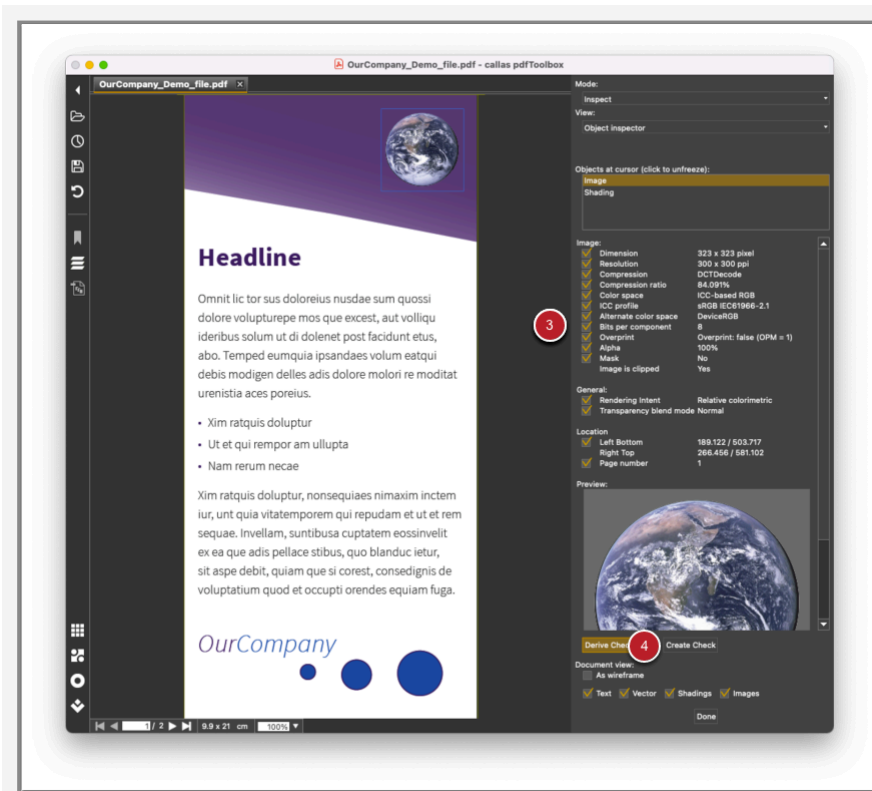 OurCompany_Demo_file.pdf - callas pdfToolbox
OurCompany_Demo_file.pdf
Headline
Omnit lic tor sus doloreius nusdae sum quossi
dolore volupturepe mos que excest, aut volliqu
ideribus solum ut di dolenet post facidunt etus,
abo. Temped eumquia ipsandaes volum eatqui
debis modigen delles adis dolore molori re moditat
urenistia aces poreius.
• Xim ratquis doluptur
• Ut et qui rempor am ullupta
• Nam rerum necae
Xim ratquis doluptur, nonsequiaes nimaxim inctem
iur, unt quia vitatemporem qui repudam et ut et rem
sequae. Invellam, suntibusa cuptatem eossinvelit
ex ea que adis pellace stibus, quo blanduc ietur,
sit aspe debit, quiam que si corest, consedignis de
voluptatium quod et occupti orendes equiam fuga.
OurCompany
1 / 2 9.9 x 21 cm 100%
Mode:
Inspect
View:
Object inspector
Objects at cursor (click to unfreeze):
Image
Shading
Image:
Dimension 323 x 323 pixel
Resolution 300 x 300 ppi
Compression DCTDecode
Compression ratio 84.091%
Color space ICC-based RGB
ICC profile sRGB IEC61966-2.1
Alternate color space DeviceRGB
3
Bits per component 8
Overprint Overprint: false (OPM = 1)
Alpha 100%
Mask No
Image is clipped Yes
General:
Rendering Intent Relative colorimetric
Transparency blend mode Normal
Location
Left Bottom 189.122 / 503.717
Right Top 266.456 / 581.102
Page number 1
Preview:
Derive Che 4 Create Check
Document view:
As wireframe
Text Vector Shadings Images
Done